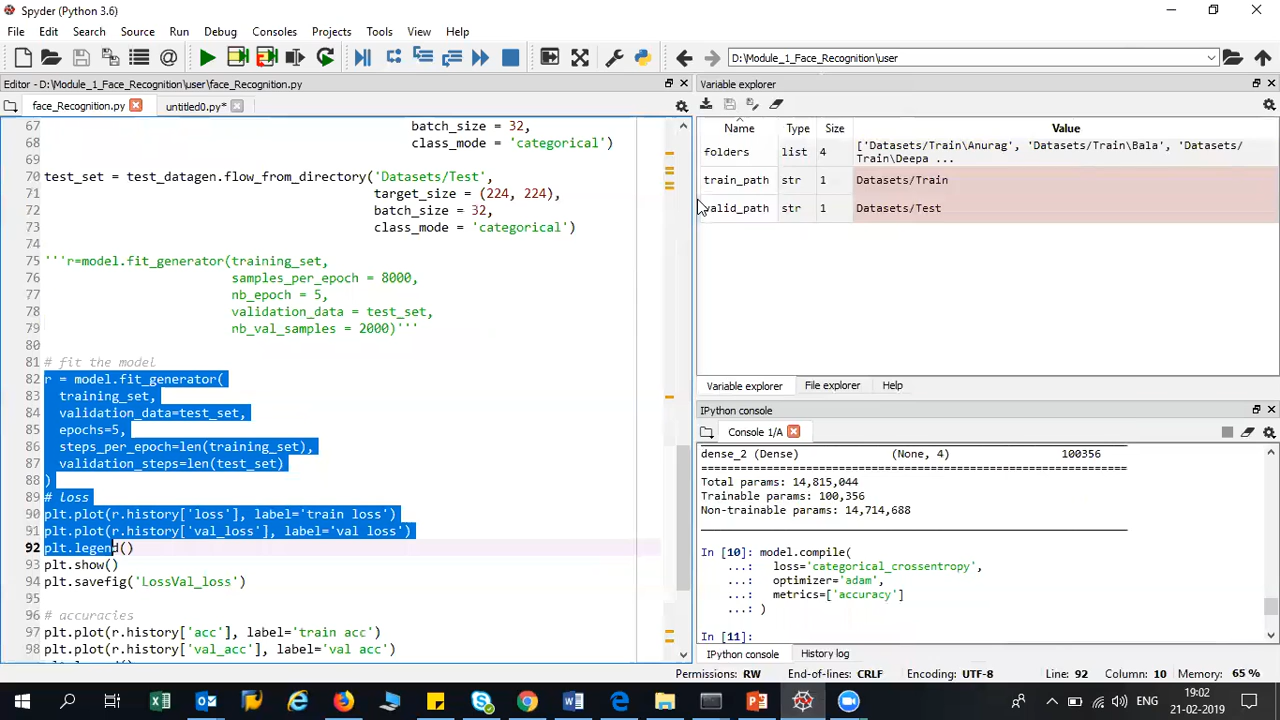 Spyder (Python 3.6)
File Edit Search Source Run Debug Consoles Projects Tools View Help
D:\Module_1_Face_Recognition\user
Editor - D:\Module_1_Face_Recognition\user\face_Recognition.py
face_Recognition.py untitled0.py*
67 batch_size = 32,
68 class_mode = 'categorical')
69
70 test_set = test_datagen.flow_from_directory('Datasets/Test',
71 target_size = (224, 224),
72 batch_size = 32,
73 class_mode = 'categorical')
74
75 '''r=model.fit_generator(training_set,
76 samples_per_epoch = 8000,
77 nb_epoch = 5,
78 validation_data = test_set,
79 nb_val_samples = 2000)'''
80
81 # fit the model
82 r = model.fit_generator(
83 training_set,
84 validation_data=test_set,
85 epochs=5,
86 steps_per_epoch=len(training_set),
87 validation_steps=len(test_set)
88 )
89 # loss
90 plt.plot(r.history['loss'], label='train loss')
91 plt.plot(r.history['val_loss'], label='val loss')
92 plt.legend()
93 plt.show()
94 plt.savefig('LossVal_loss')
95
96 # accuracies
97 plt.plot(r.history['acc'], label='train acc')
98 plt.plot(r.history['val_acc'], label='val acc')
Variable explorer
Name Type Size Value
folders list 4 ['Datasets/Train\Anurag', 'Datasets/Train\Bala', 'Datasets/
Train\Deepa ...
train_path str 1 Datasets/Train
valid_path str 1 Datasets/Test
Variable explorer File explorer Help
IPython console
Console 1/A
dense_2 (Dense) (None, 4) 100356
=================================================================
Total params: 14,815,044
Trainable params: 100,356
Non-trainable params: 14,714,688
In [10]: model.compile(
...: loss='categorical_crossentropy',
...: optimizer='adam',
...: metrics=['accuracy']
...: )
In [11]:
IPython console History log
Permissions: RW End-of-lines: CRLF Encoding: UTF-8 Line: 92 Column: 10 Memory: 65 %
ENG
19:02
21-02-2019